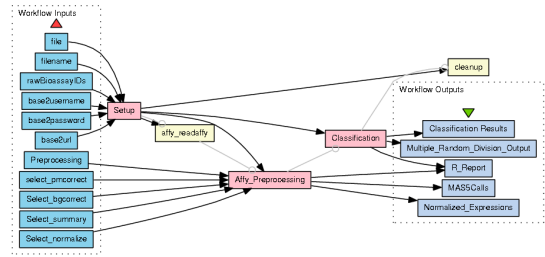 Workflow Inputs
file
filename
rawBioassayIDs
base2username
base2password
base2url
Preprocessing
select_pmcorrect
Select_bgcorrect
Select_summary
Select_normalize
Setup
affy_readaffy
Affy_Preprocessing
Classification
cleanup
Workflow Outputs
Classification Results
Multiple_Random_Division_Output
R_Report
MAS5Calls
Normalized_Expressions